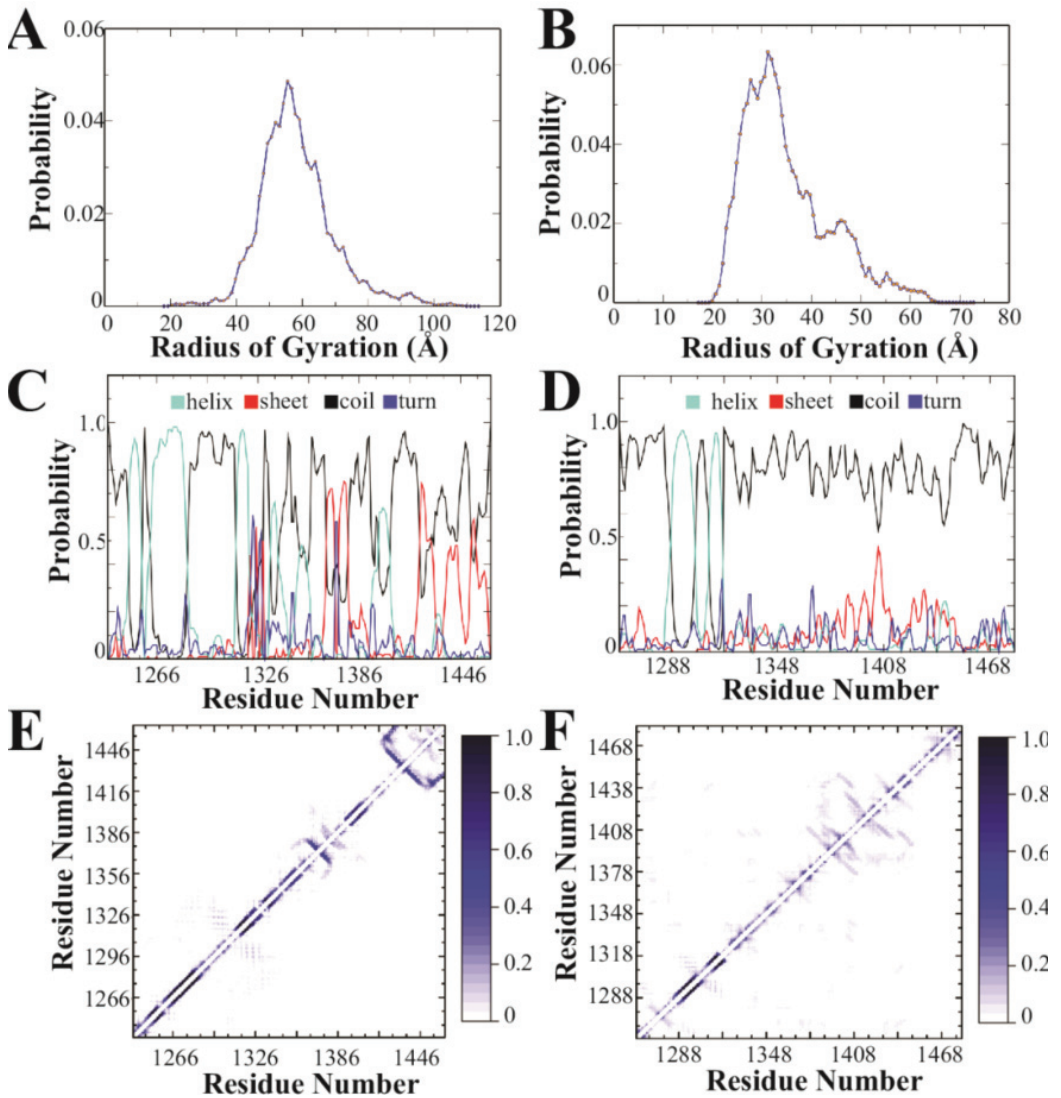 A
0.06
0.04
0.02
0
Probability
0 20 40 60 80 100 120
Radius of Gyration (Å)
B
0.06
0.04
0.02
0
Probability
0 10 20 30 40 50 60 70 80
Radius of Gyration (Å)
C
helix sheet coil turn
1.0
0.5
0
Probability
1266 1326 1386 1446
Residue Number
D
helix sheet coil turn
1.0
0.5
0
Probability
1288 1348 1408 1468
Residue Number
E
1446
1416
1386
1356
1326
1296
1266
Residue Number
1266 1326 1386 1446
Residue Number
1.0
0.8
0.6
0.4
0.2
0
F
1468
1438
1408
1378
1348
1318
1288
Residue Number
1288 1348 1408 1468
Residue Number
1.0
0.8
0.6
0.4
0.2
0